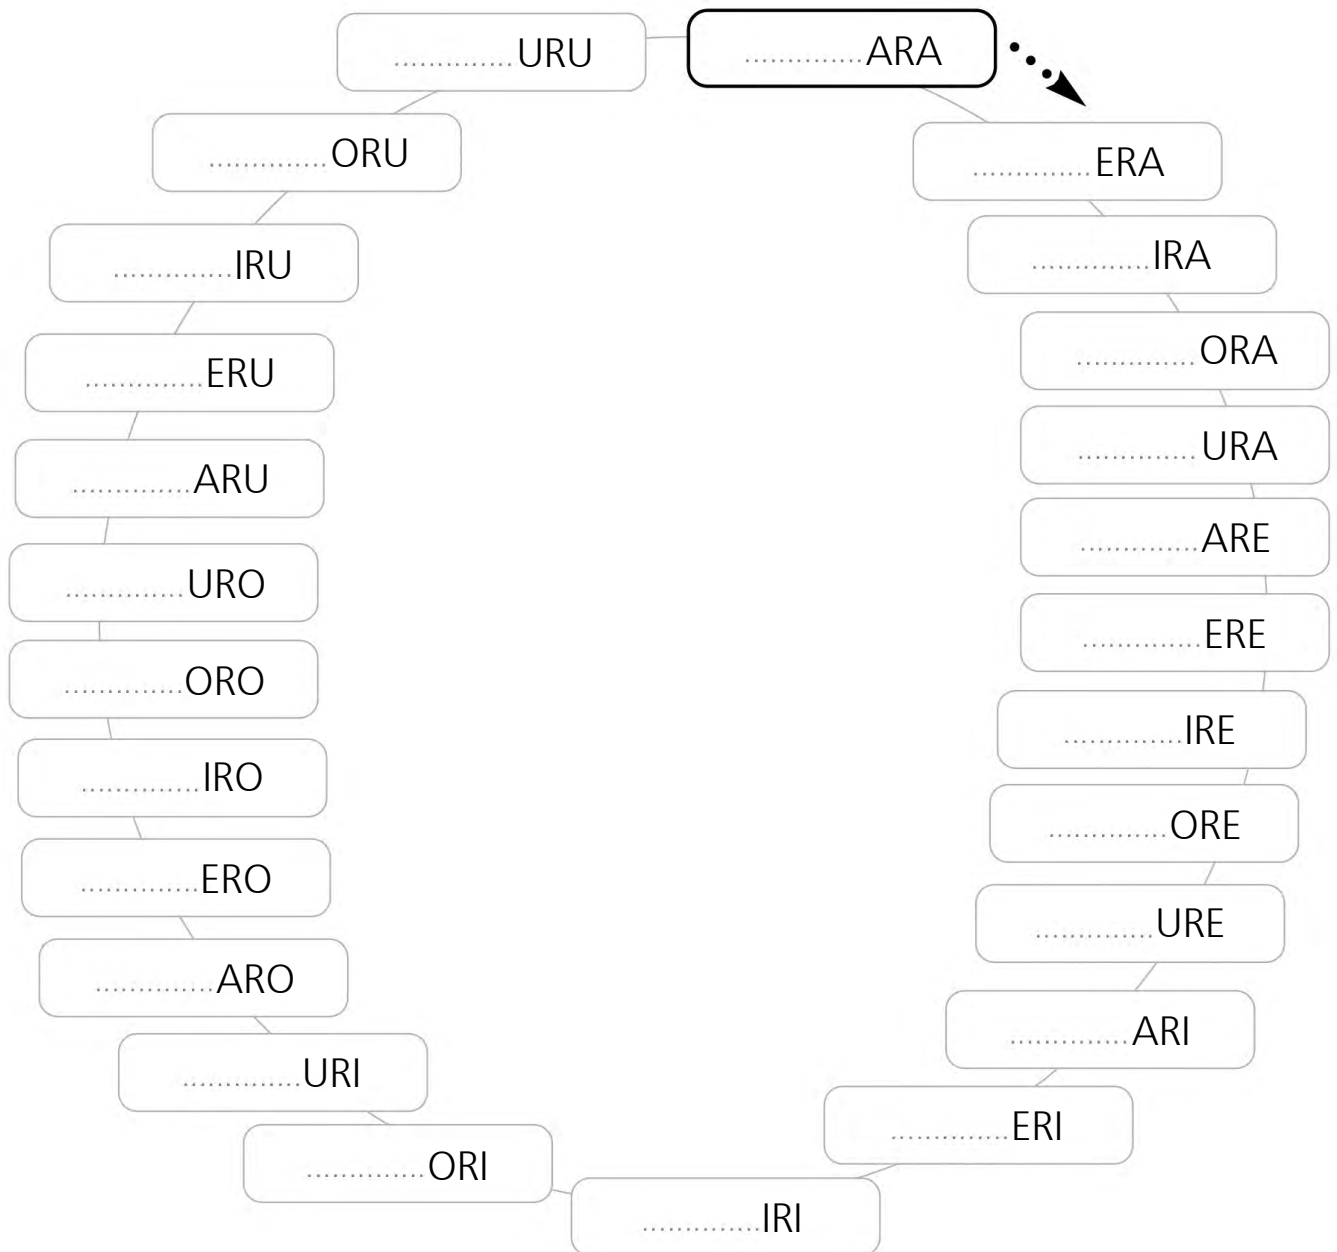 ..............ARA
..............ERA
..............IRA
..............ORA
..............URA
..............ARE
..............ERE
..............IRE
..............ORE
..............URE
..............ARI
..............ERI
..............IRI
..............ORI
..............URI
..............ARO
..............ERO
..............IRO
..............ORO
..............URO
..............ARU
..............ERU
..............IRU
..............ORU
..............URU